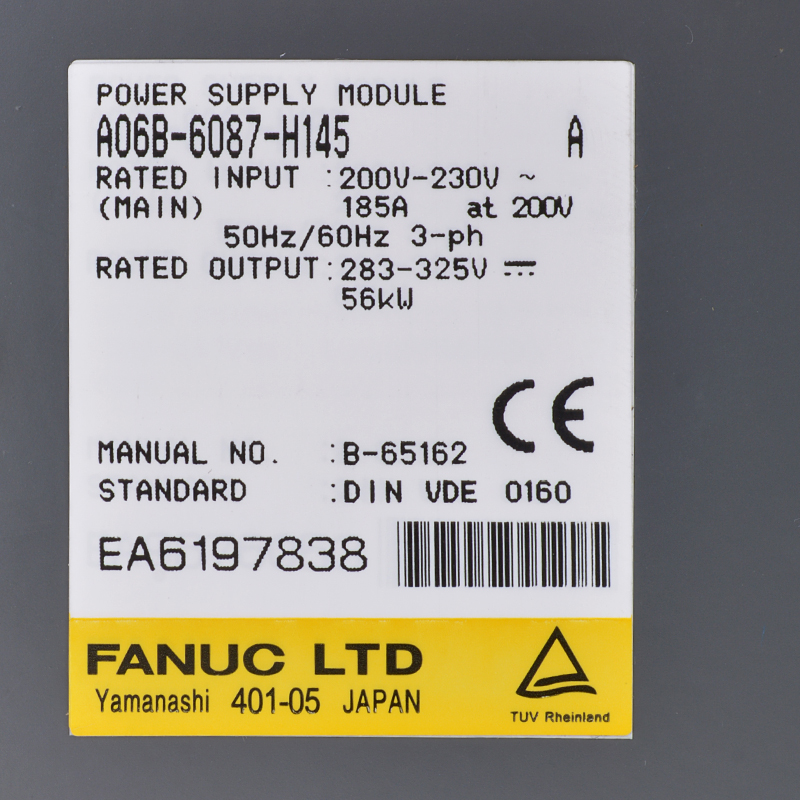 POWER SUPPLY MODULE
A06B-6087-H145 A
RATED INPUT :200V-230V ~
(MAIN) 185A at 200V
50Hz/60Hz 3-ph
RATED OUTPUT:283-325V ⎓
56kW
CE
MANUAL NO. :B-65162
STANDARD :DIN VDE 0160
EA6197838
FANUC LTD
Yamanashi 401-05 JAPAN
TUV Rheinland